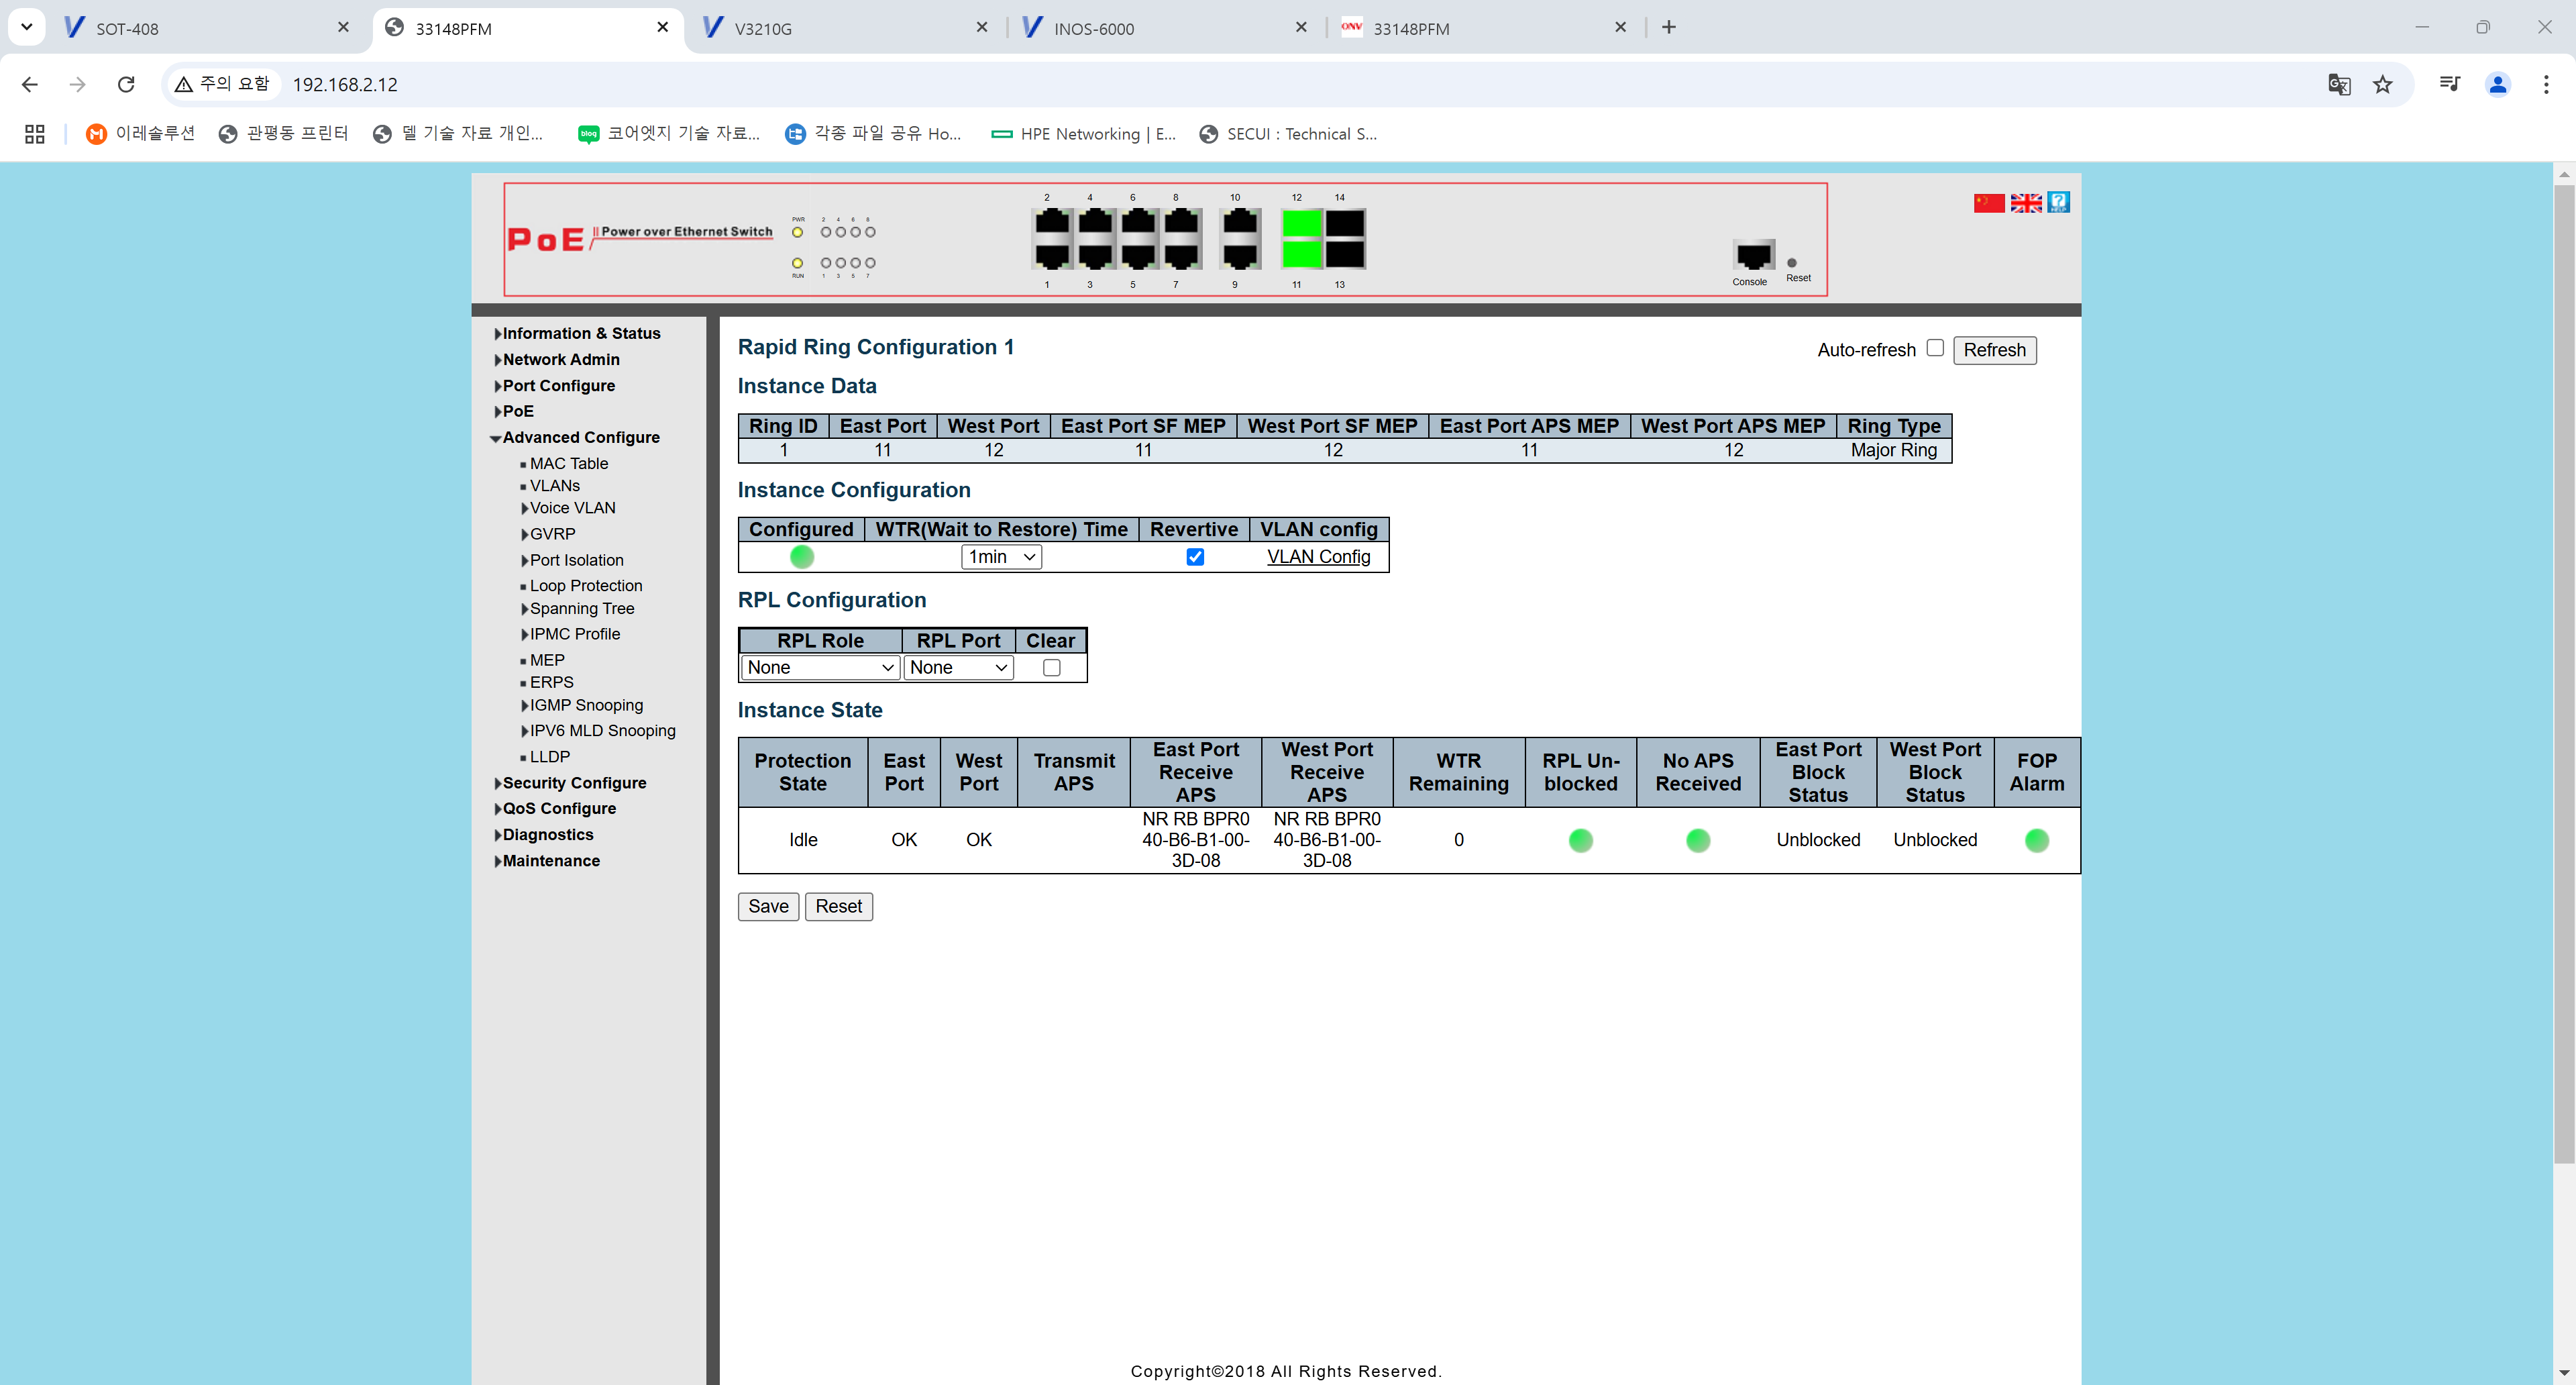 SOT-408
33148PFM
V3210G
INOS-6000
ONV 33148PFM
주의 요함 192.168.2.12
이레솔루션 관평동 프린터 델 기술 자료 개인... blog 코어엣지 기술 자료... 각종 파일 공유 Ho... HPE Networking | E... SECUI : Technical S...
2 4 6 8 10 12 14
PWR 2 4 6 8
PoE Power over Ethernet Switch
RUN 1 3 5 7
1 3 5 7 9 11 13
Console Reset
HELP
Information & Status
Network Admin
Port Configure
PoE
Advanced Configure
MAC Table
VLANs
Voice VLAN
GVRP
Port Isolation
Loop Protection
Spanning Tree
IPMC Profile
MEP
ERPS
IGMP Snooping
IPV6 MLD Snooping
LLDP
Security Configure
QoS Configure
Diagnostics
Maintenance
Rapid Ring Configuration 1
Auto-refresh Refresh
Instance Data
Ring ID East Port West Port East Port SF MEP West Port SF MEP East Port APS MEP West Port APS MEP Ring Type
1 11 12 11 12 11 12 Major Ring
Instance Configuration
Configured WTR(Wait to Restore) Time Revertive VLAN config
1min VLAN Config
RPL Configuration
RPL Role RPL Port Clear
None None
Instance State
Protection State East Port West Port Transmit APS East Port Receive APS West Port Receive APS WTR Remaining RPL Un-blocked No APS Received East Port Block Status West Port Block Status FOP Alarm
Idle OK OK NR RB BPR0 40-B6-B1-00-3D-08 NR RB BPR0 40-B6-B1-00-3D-08 0 Unblocked Unblocked
Save Reset
Copyright©2018 All Rights Reserved.